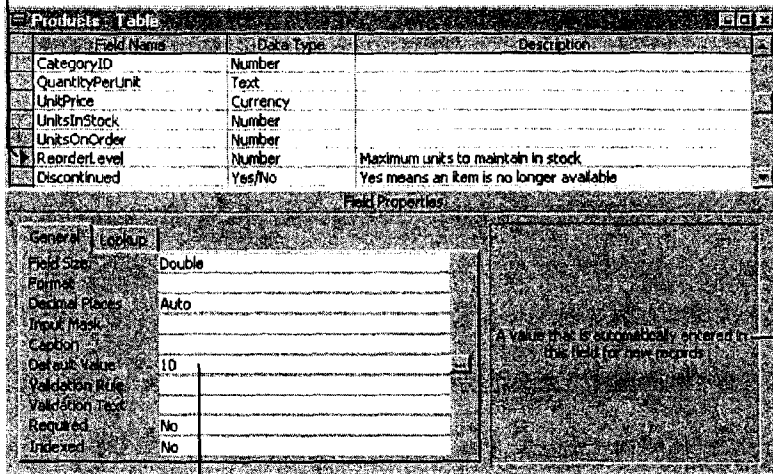 Products : Table
Field Name Data Type Description
CategoryID Number
QuantityPerUnit Text
UnitPrice Currency
UnitsInStock Number
UnitsOnOrder Number
ReorderLevel Number Maximum units to maintain in stock
Discontinued Yes/No Yes means an item is no longer available
Field Properties
General Lookup
Field Size Double
Format
Decimal Places Auto
Input Mask
Caption
Default Value 10
Validation Rule
Validation Text
Required No
Indexed No
A value that is automatically entered in
this field for new records